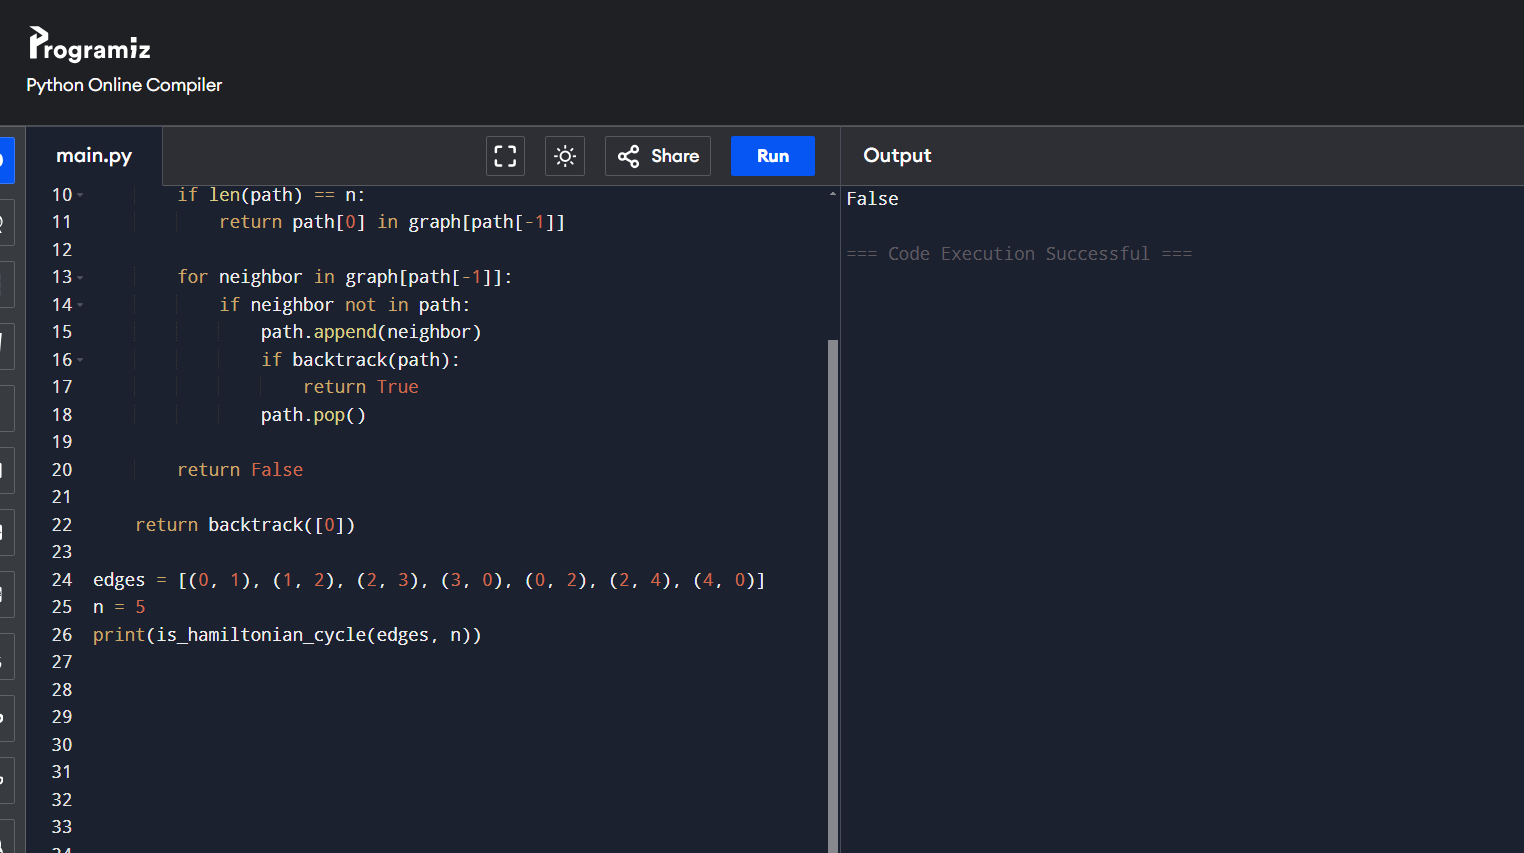 Programiz
Python Online Compiler
main.py
Share
Run
Output
10 if len(path) == n:
11 return path[0] in graph[path[-1]]
12
13 for neighbor in graph[path[-1]]:
14 if neighbor not in path:
15 path.append(neighbor)
16 if backtrack(path):
17 return True
18 path.pop()
19
20 return False
21
22 return backtrack([0])
23
24 edges = [(0, 1), (1, 2), (2, 3), (3, 0), (0, 2), (2, 4), (4, 0)]
25 n = 5
26 print(is_hamiltonian_cycle(edges, n))
27
28
29
30
31
32
33
False
=== Code Execution Successful ===